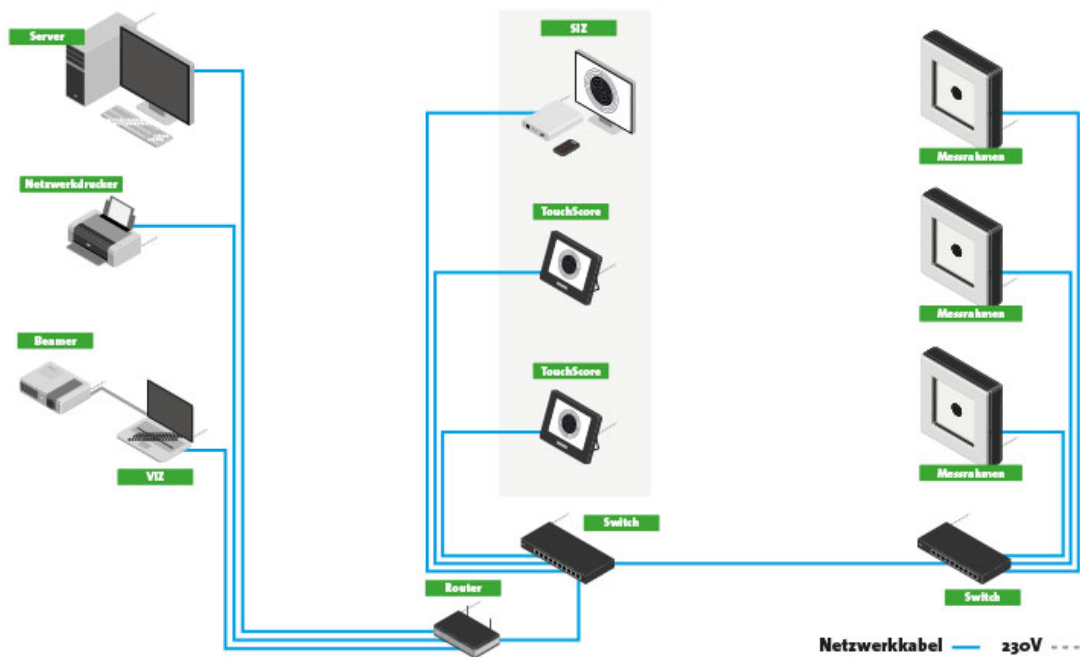 Server
SIZ
Messrahmen
Netzwerkdrucker
TouchScore
Messrahmen
Beamer
TouchScore
VIZ
Messrahmen
Switch
Router
Switch
Netzwerkkabel
230V